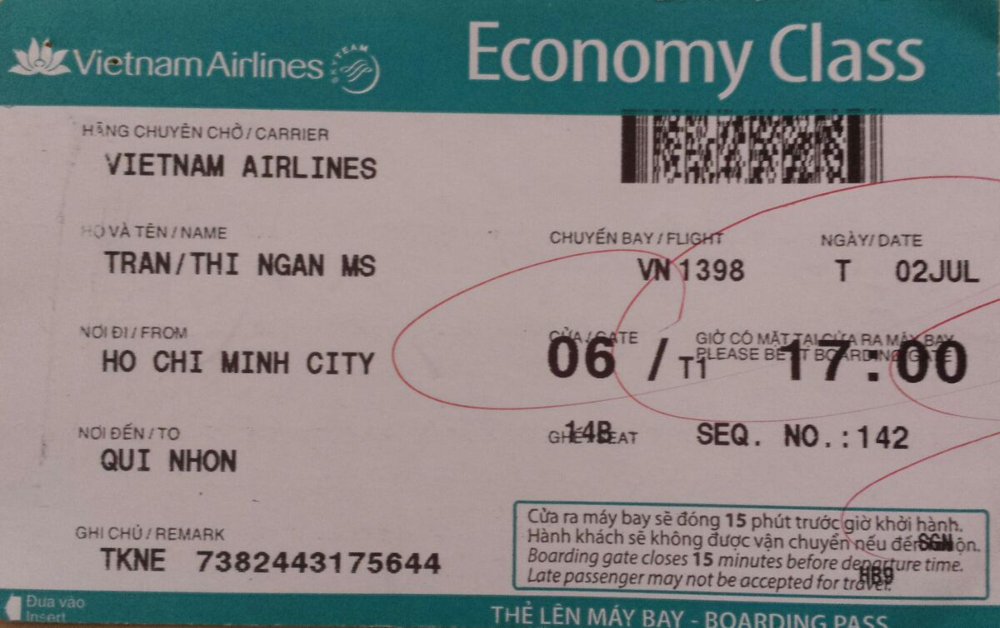 Vietnam Airlines SKYTEAM
Economy Class
HÃNG CHUYÊN CHỞ / CARRIER
VIETNAM AIRLINES
HỌ VÀ TÊN / NAME
TRAN/THI NGAN MS
CHUYẾN BAY / FLIGHT
VN 1398
NGÀY/ DATE
T 02JUL
NƠI ĐI / FROM
HO CHI MINH CITY
CỬA / GATE
06 / T1
GIỜ CÓ MẶT TẠI CỬA RA MÁY BAY
PLEASE BE AT BOARDING GATE
17:00
NƠI ĐẾN / TO
QUI NHON
GHẾ / SEAT
14B
SEQ. NO.:142
GHI CHÚ / REMARK
TKNE 7382443175644
Cửa ra máy bay sẽ đóng 15 phút trước giờ khởi hành.
Hành khách sẽ không được vận chuyển nếu đến muộn.
Boarding gate closes 15 minutes before departure time.
Late passenger may not be accepted for travel.
SGN
HB9
Đưa vào
Insert
THẺ LÊN MÁY BAY - BOARDING PASS